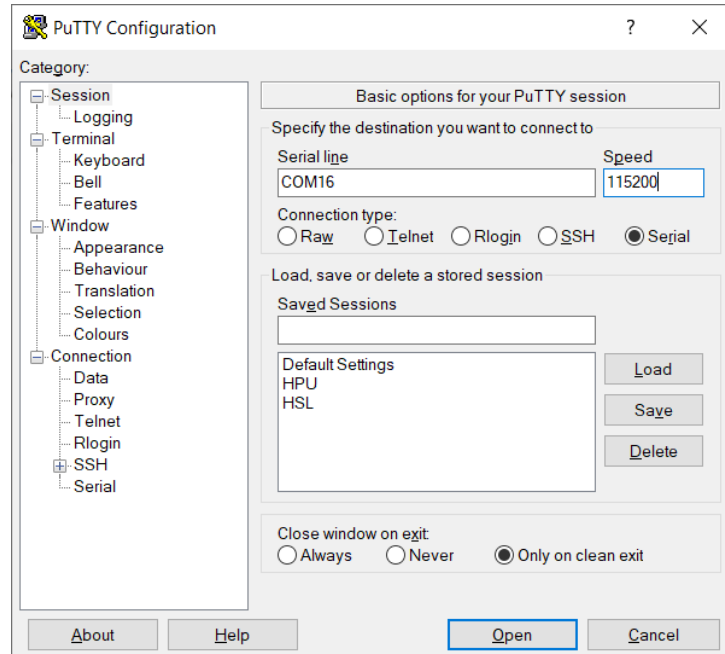 PuTTY Configuration
?
Category:
Session
Logging
Terminal
Keyboard
Bell
Features
Window
Appearance
Behaviour
Translation
Selection
Colours
Connection
Data
Proxy
Telnet
Rlogin
SSH
Serial
Basic options for your PuTTY session
Specify the destination you want to connect to
Serial line Speed
COM16 115200
Connection type:
Raw Telnet Rlogin SSH Serial
Load, save or delete a stored session
Saved Sessions
Default Settings
HPU
HSL
Load
Save
Delete
Close window on exit:
Always Never Only on clean exit
About Help Open Cancel